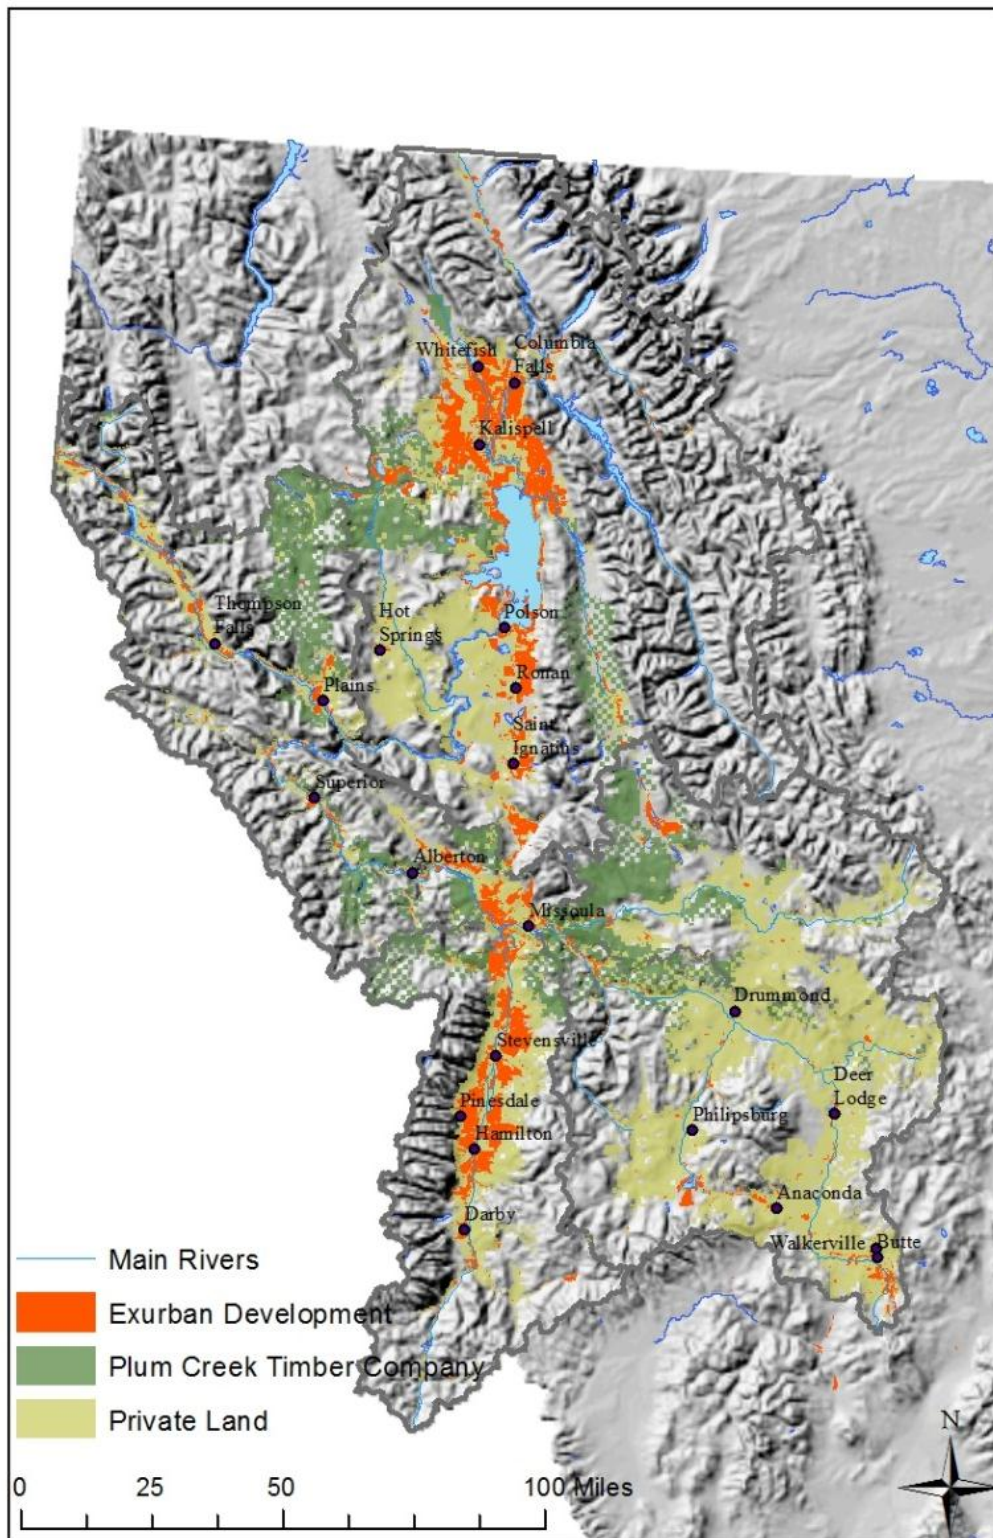 Whitefish
Columbia
Falls
Kalispell
Thompson
Falls
Hot
Springs
Polson
Plains
Ronan
Saint
Ignatius
Superior
Alberton
Missoula
Drummond
Stevensville
Deer
Lodge
Pinesdale
Philipsburg
Hamilton
Anaconda
Darby
Walkerville
Butte
Main Rivers
Exurban Development
Plum Creek Timber Company
Private Land
N
0 25 50 100 Miles